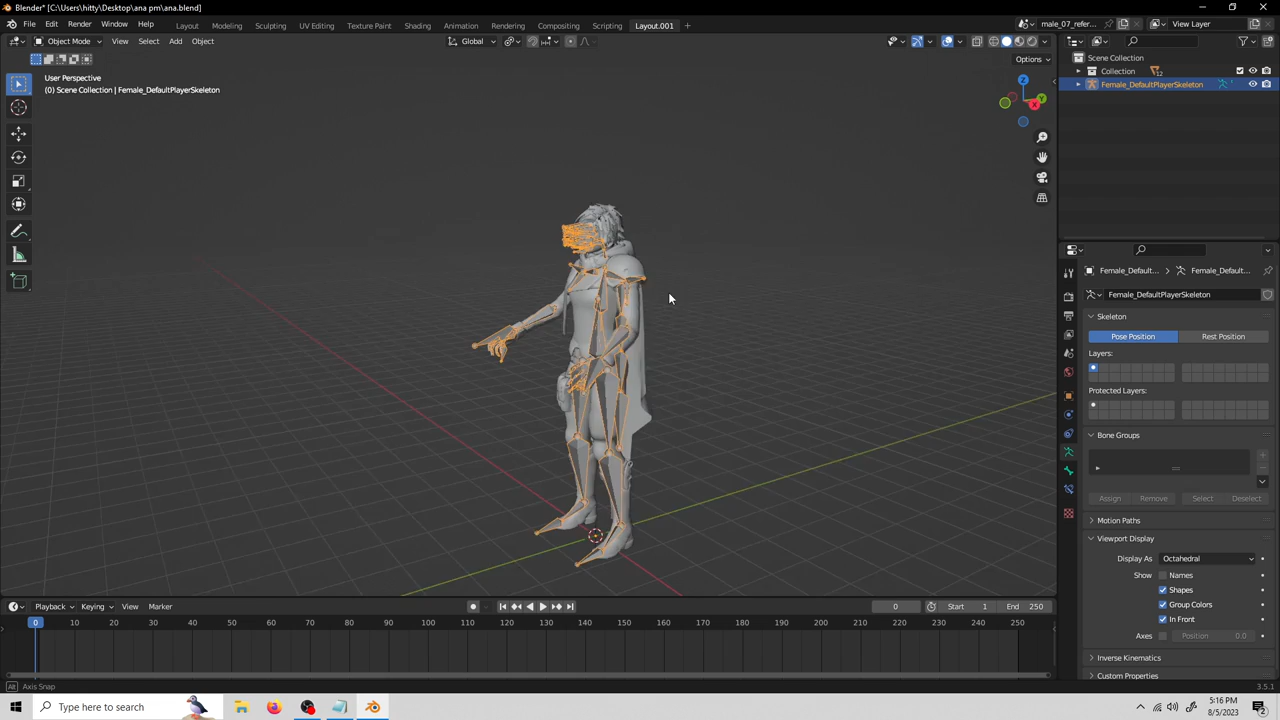 Blender* [C:\Users\hitty\Desktop\ana pm\ana.blend]
File Edit Render Window Help Layout Modeling Sculpting UV Editing Texture Paint Shading Animation Rendering Compositing Scripting Layout.001 + male_07_refer... View Layer
Object Mode View Select Add Object Global
Options
User Perspective
(0) Scene Collection | Female_DefaultPlayerSkeleton
Z
Y
X
Scene Collection
Collection 12
Female_DefaultPlayerSkeleton
Female_Default... > Female_Default...
Female_DefaultPlayerSkeleton
Skeleton
Pose Position Rest Position
Layers:
Protected Layers:
Bone Groups
Assign Remove Select Deselect
Motion Paths
Viewport Display
Display As Octahedral
Show Names
Shapes
Group Colors
In Front
Axes Position 0.0
Inverse Kinematics
Custom Properties
Playback Keying View Marker 0 Start 1 End 250
0 10 20 30 40 50 60 70 80 90 100 110 120 130 140 150 160 170 180 190 200 210 220 230 240 250
Alt Axis Snap 3.5.1
Type here to search
5:16 PM
8/5/2023
2